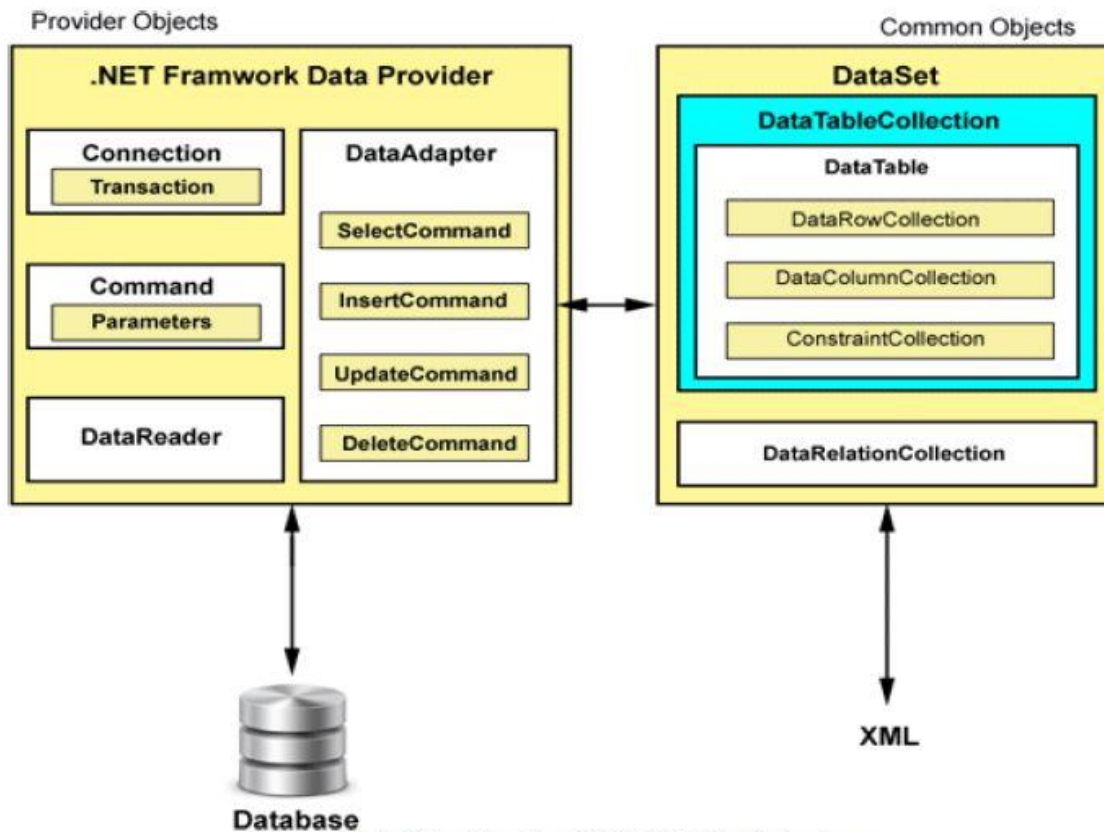 Provider Objects
Common Objects
.NET Framwork Data Provider
Connection
Transaction
Command
Parameters
DataReader
DataAdapter
SelectCommand
InsertCommand
UpdateCommand
DeleteCommand
DataSet
DataTableCollection
DataTable
DataRowCollection
DataColumnCollection
ConstraintCollection
DataRelationCollection
Database
XML